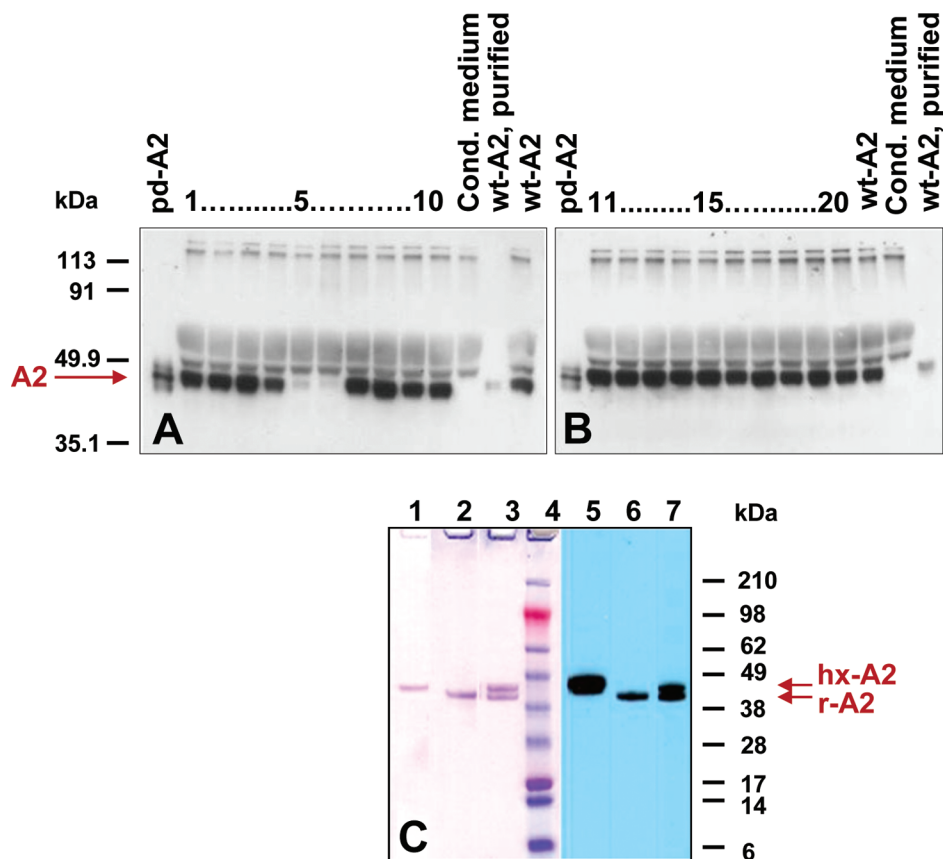 pd-A2
Cond. medium
wt-A2, purified
wt-A2
pd-A2
wt-A2
Cond. medium
wt-A2, purified
kDa
1..........5..........10
11.........15..........20
113
91
49.9
A2
35.1
A
B
1 2 3 4 5 6 7 kDa
210
98
62
49
hx-A2
r-A2
38
28
17
14
6
C